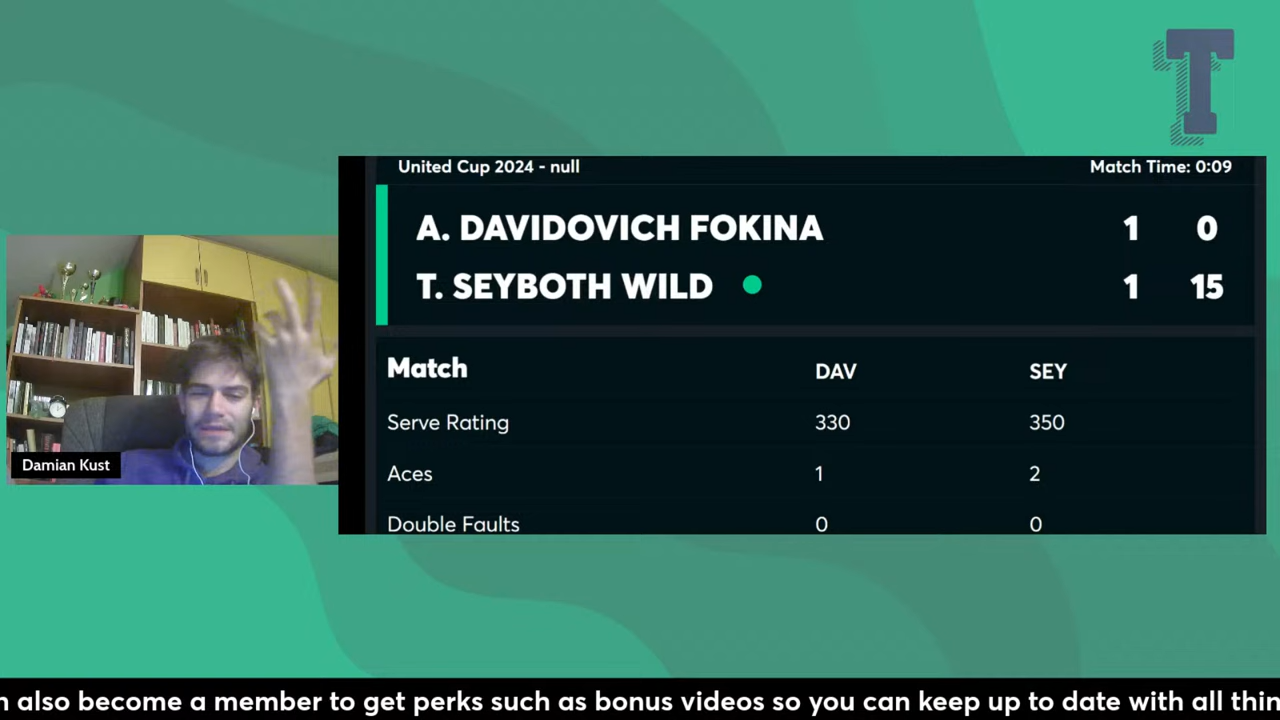 T
United Cup 2024 - null
Match Time: 0:09
A. DAVIDOVICH FOKINA 1 0
T. SEYBOTH WILD 1 15
Match DAV SEY
Serve Rating 330 350
Aces 1 2
Double Faults 0 0
Damian Kust
also become a member to get perks such as bonus videos so you can keep up to date with all